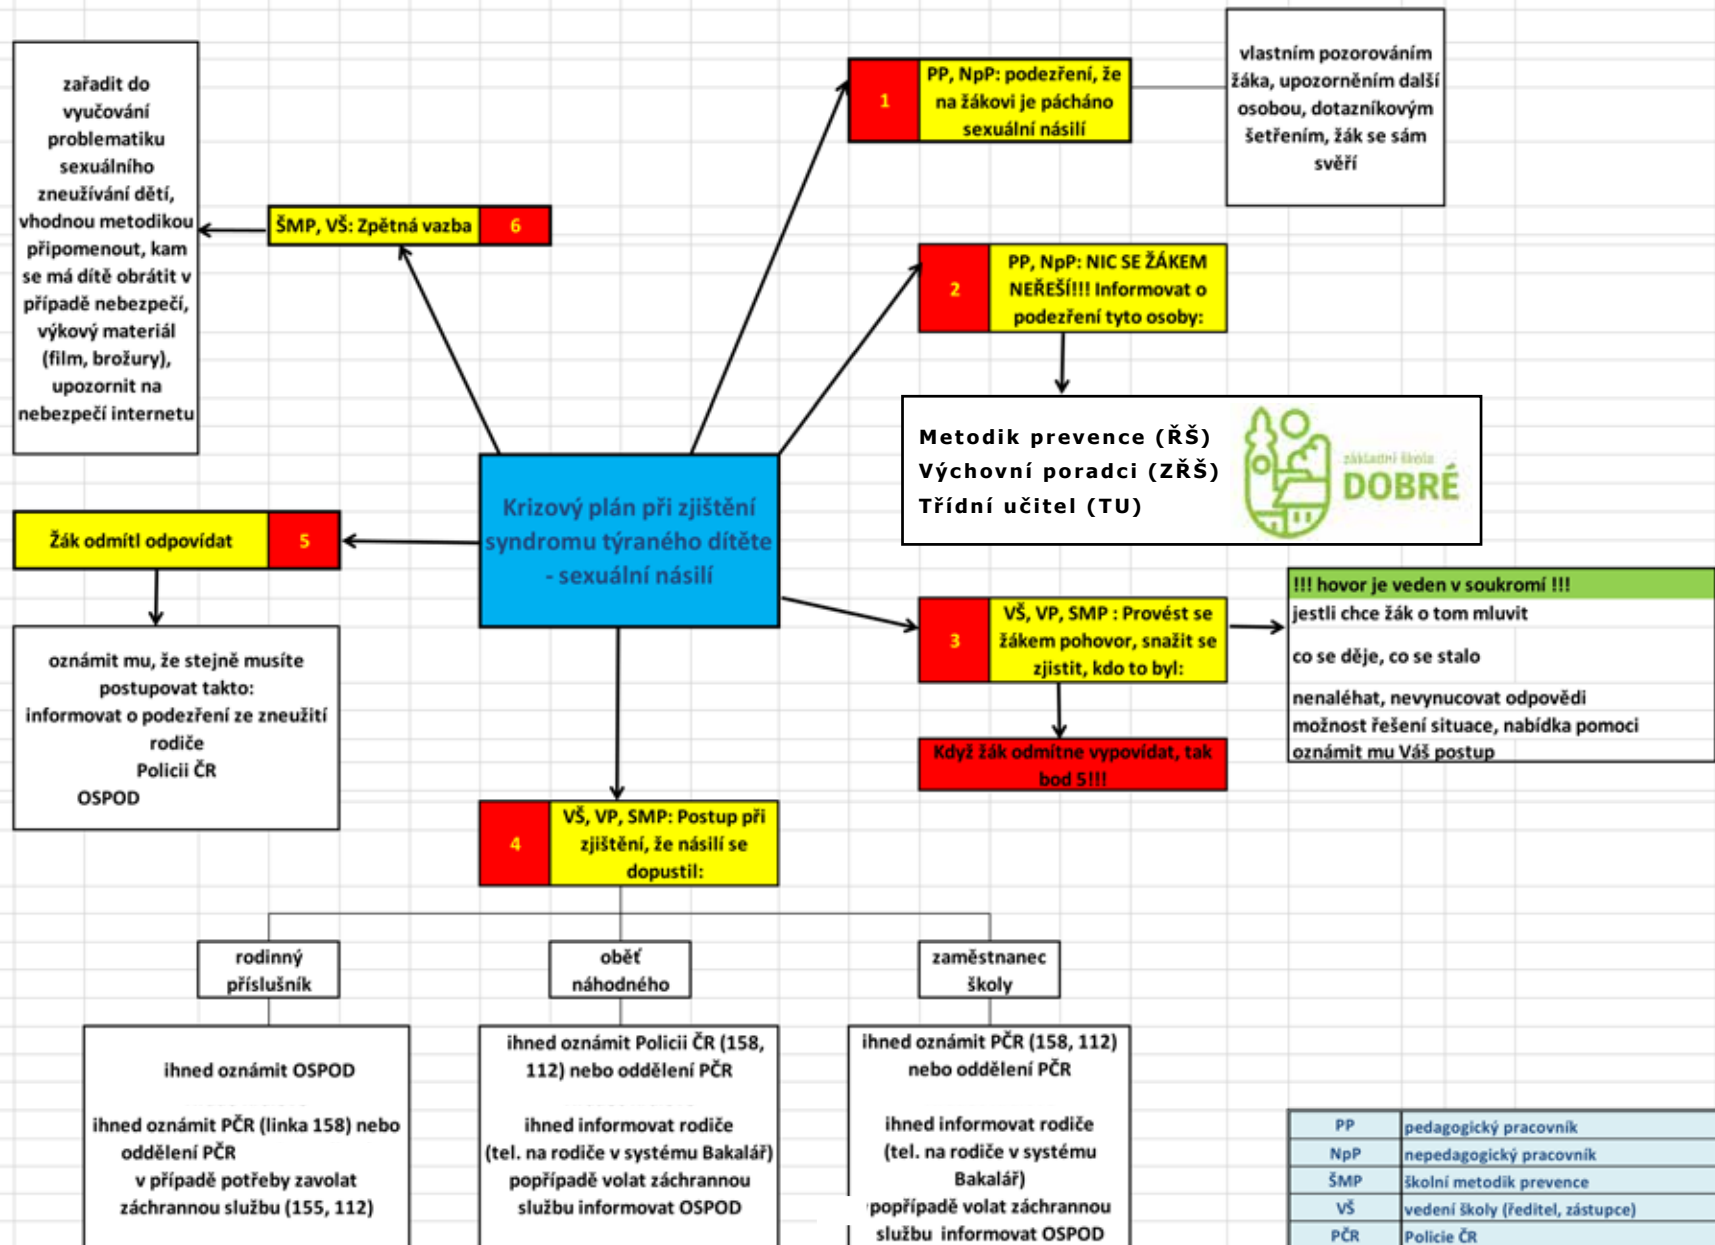 zařadit do
vyučování
problematiku
sexuálního
zneužívání dětí,
vhodnou metodikou
připomenout, kam
se má dítě obrátit v
případě nebezpečí,
výkový materiál
(film, brožury),
upozornit na
nebezpečí internetu
ŠMP, VŠ: Zpětná vazba 6
1
PP, NpP: podezření, že
na žákovi je pácháno
sexuální násilí
vlastním pozorováním
žáka, upozorněním další
osobou, dotazníkovým
šetřením, žák se sám
svěří
2
PP, NpP: NIC SE ŽÁKEM
NEŘEŠÍ!!! Informovat o
podezření tyto osoby:
Metodik prevence (ŘŠ)
Výchovní poradci (ZŘŠ)
Třídní učitel (TU)
základní škola
DOBRÉ
Krizový plán při zjištění
syndromu týraného dítěte
- sexuální násilí
Žák odmítl odpovídat 5
oznámit mu, že stejně musíte
postupovat takto:
informovat o podezření ze zneužití
rodiče
Policii ČR
OSPOD
3
VŠ, VP, SMP : Provést se
žákem pohovor, snažit se
zjistit, kdo to byl:
Když žák odmítne vypovídat, tak
bod 5!!!
!!! hovor je veden v soukromí !!!
jestli chce žák o tom mluvit
co se děje, co se stalo
nenaléhat, nevynucovat odpovědi
možnost řešení situace, nabídka pomoci
oznámit mu Váš postup
4
VŠ, VP, SMP: Postup při
zjištění, že násilí se
dopustil:
rodinný
příslušník
ihned oznámit OSPOD
ihned oznámit PČR (linka 158) nebo
oddělení PČR
v případě potřeby zavolat
záchrannou službu (155, 112)
oběť
náhodného
ihned oznámit Policii ČR (158,
112) nebo oddělení PČR
ihned informovat rodiče
(tel. na rodiče v systému Bakalář)
popřípadě volat záchrannou
službu informovat OSPOD
zaměstnanec
školy
ihned oznámit PČR (158, 112)
nebo oddělení PČR
ihned informovat rodiče
(tel. na rodiče v systému
Bakalář)
popřípadě volat záchrannou
službu informovat OSPOD
PP pedagogický pracovník
NpP nepedagogický pracovník
ŠMP školní metodik prevence
VŠ vedení školy (ředitel, zástupce)
PČR Policie ČR